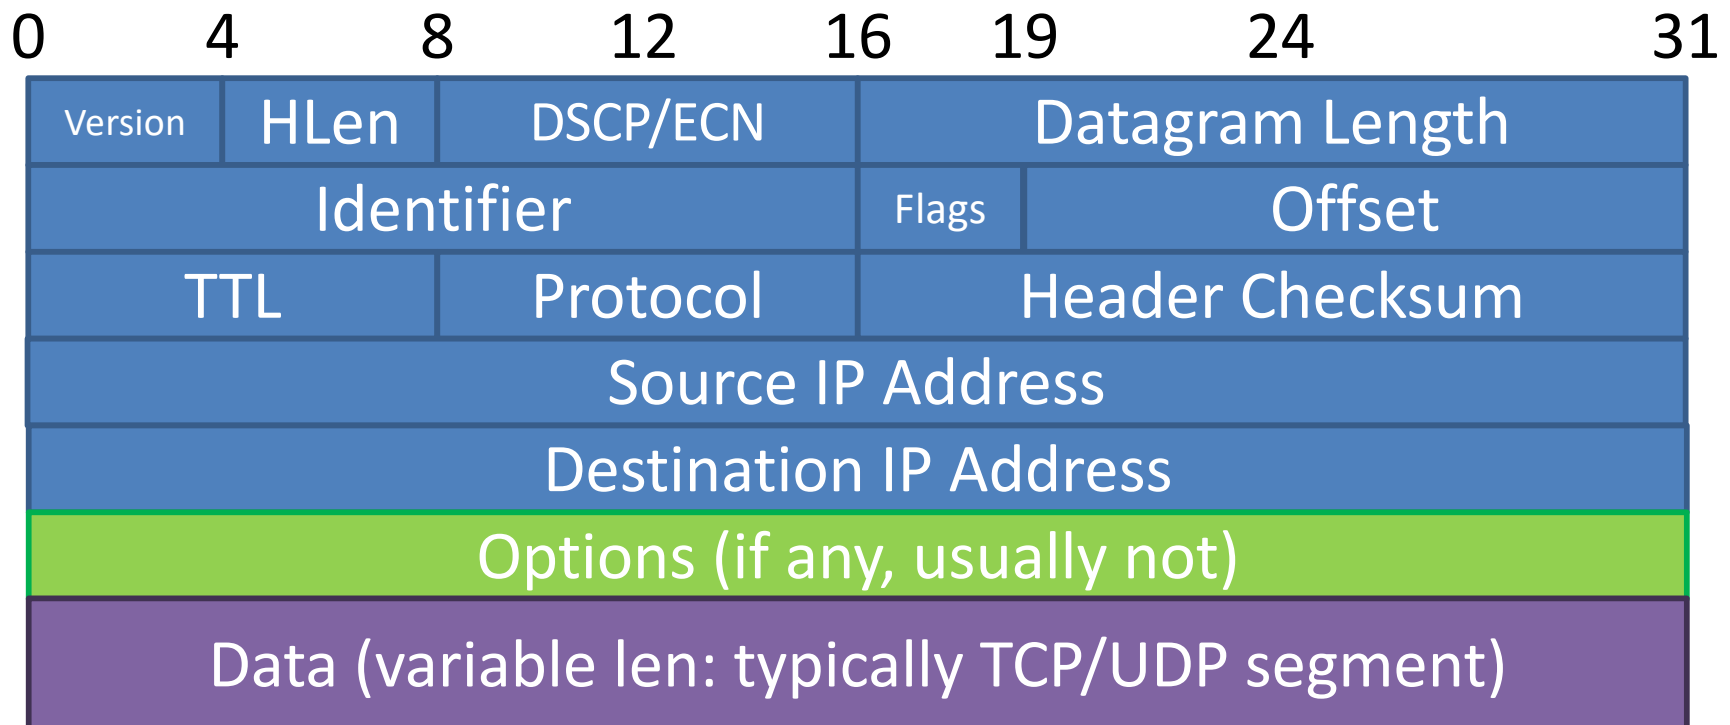 0 4 8 12 16 19 24 31
Version HLen DSCP/ECN Datagram Length
Identifier Flags Offset
TTL Protocol Header Checksum
Source IP Address
Destination IP Address
Options (if any, usually not)
Data (variable len: typically TCP/UDP segment)